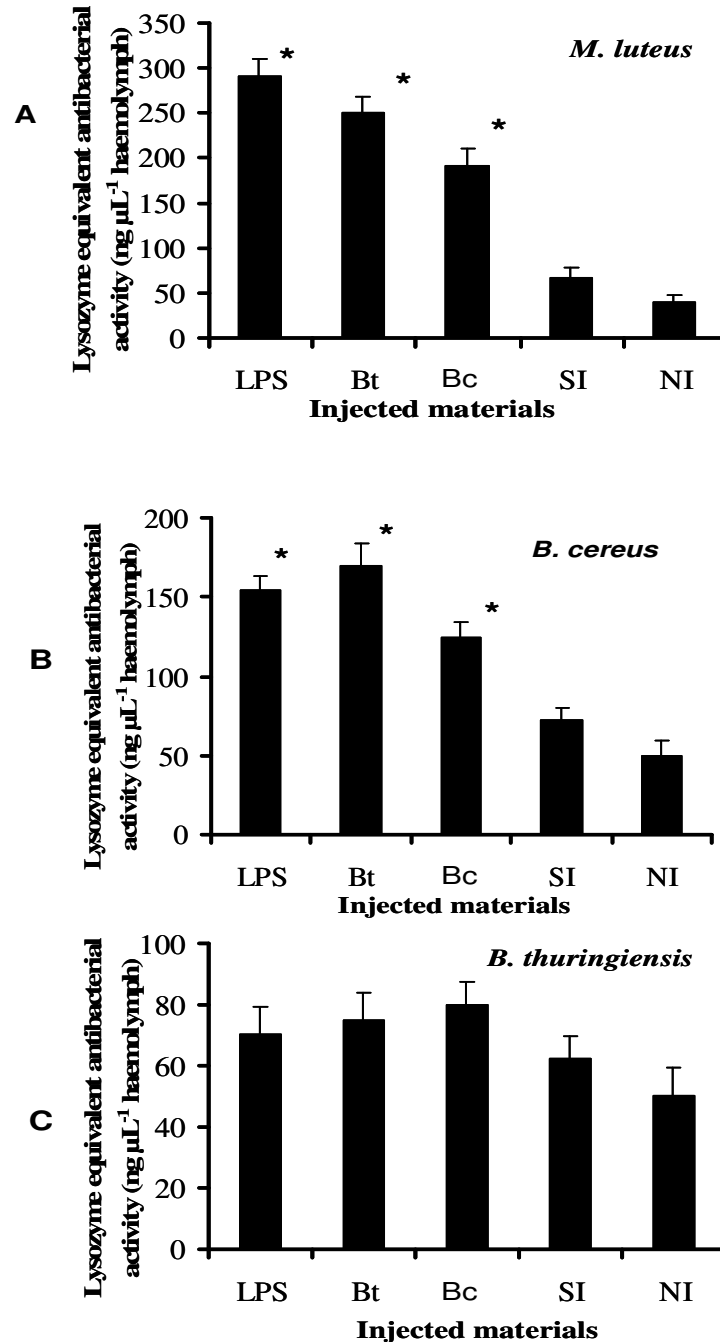 A
Lysozyme equivalent antibacterial
activity (ng µL⁻¹ haemolymph)
350
300
250
200
150
100
50
0
M. luteus
*
*
*
LPS Bt Bc SI NI
Injected materials
B
Lysozyme equivalent antibacterial
activity (ng µL⁻¹ haemolymph)
200
150
100
50
0
B. cereus
*
*
*
LPS Bt Bc SI NI
Injected materials
C
Lysozyme equivalent antibacterial
activity (ng µL⁻¹ haemolymph)
100
80
60
40
20
0
B. thuringiensis
LPS Bt Bc SI NI
Injected materials